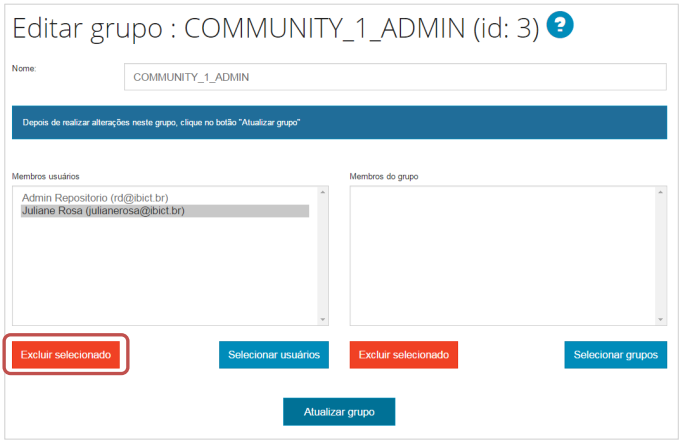 Editar grupo : COMMUNITY_1_ADMIN (id: 3) ?
Nome:
COMMUNITY_1_ADMIN
Depois de realizar alterações neste grupo, clique no botão "Atualizar grupo"
Membros usuários
Membros do grupo
Admin Repositorio (rd@ibict.br)
Juliane Rosa (julianerosa@ibict.br)
Excluir selecionado
Selecionar usuários
Excluir selecionado
Selecionar grupos
Atualizar grupo